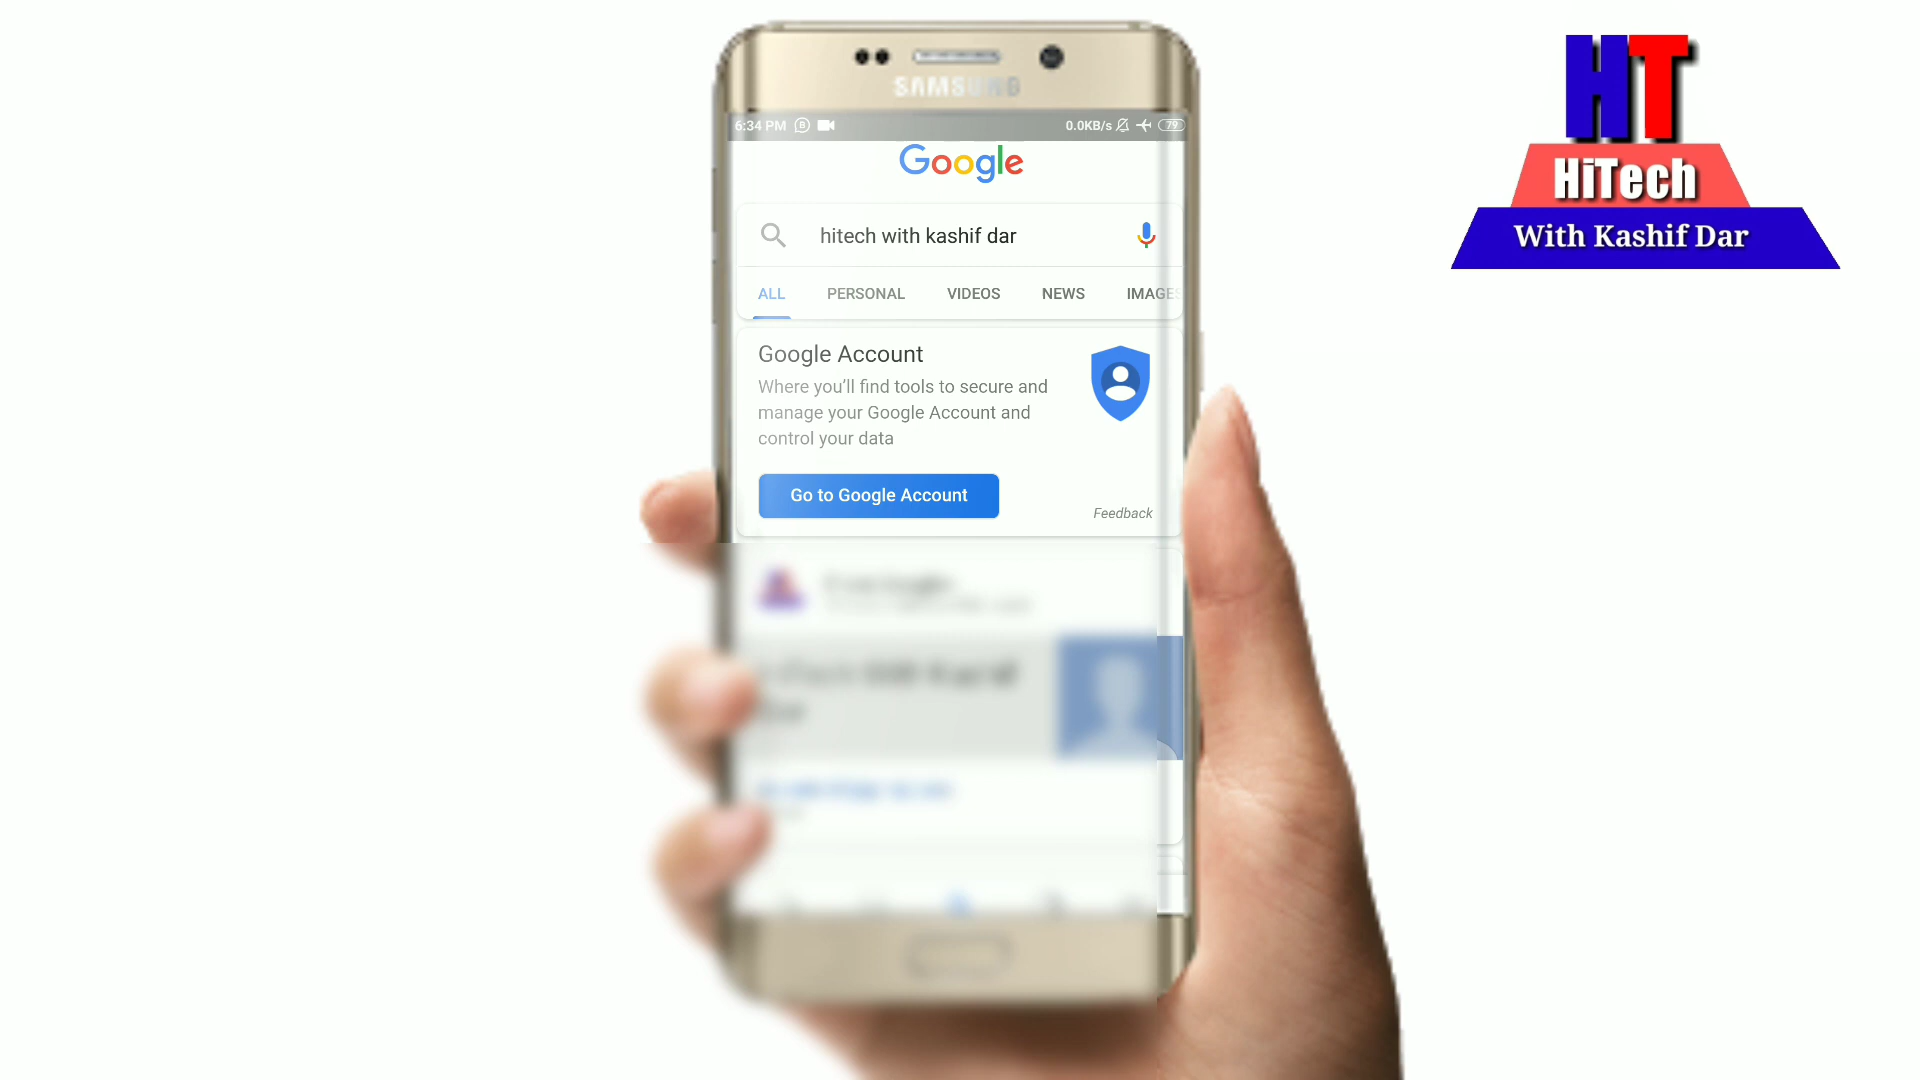 SAMSUNG
6:34 PM
0.0KB/s
79
Google
hitech with kashif dar
ALL PERSONAL VIDEOS NEWS IMAGES
Google Account
Where you’ll find tools to secure and
manage your Google Account and
control your data
Go to Google Account
Feedback
HT
HiTech
With Kashif Dar